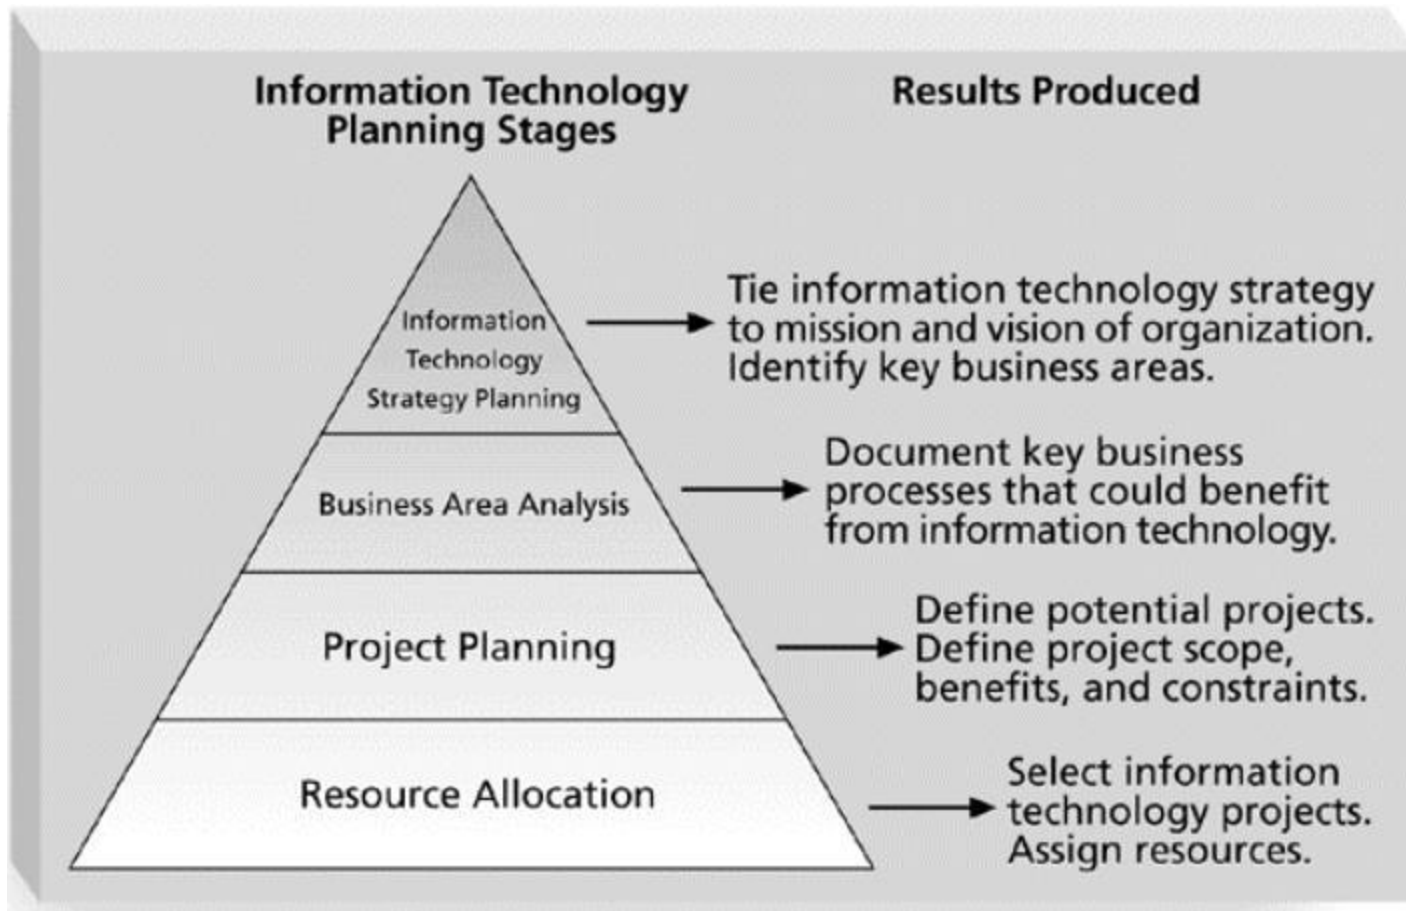 Information Technology
Planning Stages
Results Produced
Information
Technology
Strategy Planning
Tie information technology strategy
to mission and vision of organization.
Identify key business areas.
Business Area Analysis
Document key business
processes that could benefit
from information technology.
Project Planning
Define potential projects.
Define project scope,
benefits, and constraints.
Resource Allocation
Select information
technology projects.
Assign resources.